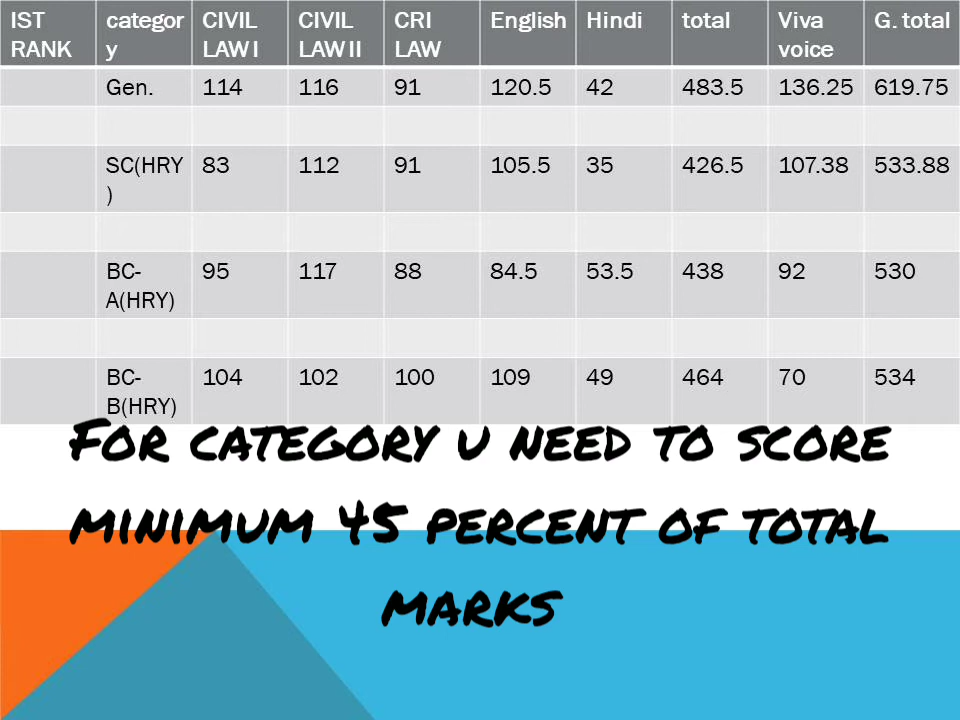 IST RANK category CIVIL LAW I CIVIL LAW II CRI LAW English Hindi total Viva voice G. total
Gen. 114 116 91 120.5 42 483.5 136.25 619.75
SC(HRY) 83 112 91 105.5 35 426.5 107.38 533.88
BC-A(HRY) 95 117 88 84.5 53.5 438 92 530
BC-B(HRY) 104 102 100 109 49 464 70 534
For category u need to score
minimum 45 percent of total
marks